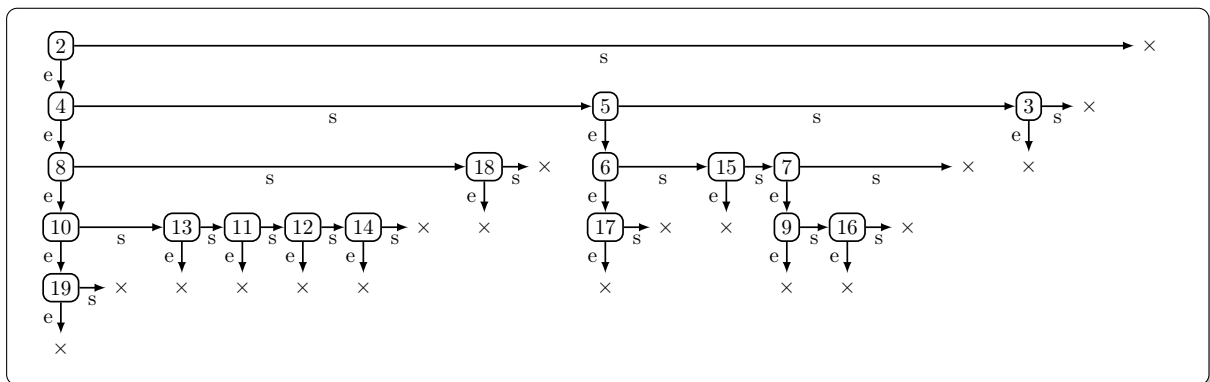 2 ×
s
e
4 5 3 ×
s s s
e e e
8 18 × 6 15 7 × ×
s s s s s
e e e e e
10 13 11 12 14 × × 17 × × 9 16 ×
s s s s s s s s
e e e e e e e e
19 × × × × × × × ×
s
e
×